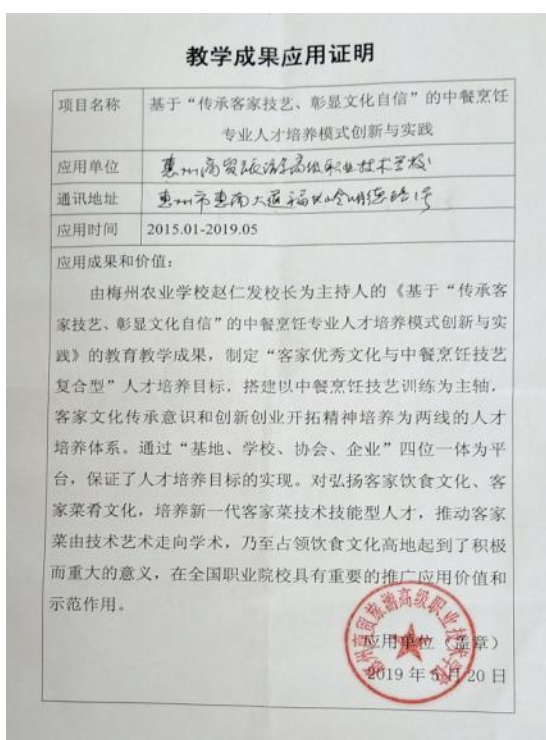 教学成果应用证明
项目名称
基于“传承客家技艺、彰显文化自信”的中餐烹饪
专业人才培养模式创新与实践
应用单位
惠州商贸旅游高级职业技术学校
通讯地址
惠州市惠南大道福长岭明德路1号
应用时间
2015.01-2019.05
应用成果和价值：
由梅州农业学校赵仁发校长为主持人的《基于“传承客
家技艺、彰显文化自信”的中餐烹饪专业人才培养模式创新与实
践》的教育教学成果，制定“客家优秀文化与中餐烹饪技艺
复合型”人才培养目标，搭建以中餐烹饪技艺训练为主轴，
客家文化传承意识和创新创业开拓精神培养为两线的人才
培养体系。通过“基地、学校、协会、企业”四位一体为平
台，保证了人才培养目标的实现。对弘扬客家饮食文化、客
家菜肴文化，培养新一代客家菜技术技能型人才，推动客家
菜由技术艺术走向学术，乃至占领饮食文化高地起到了积极
而重大的意义，在全国职业院校具有重要的推广应用价值和
示范作用。
惠州商贸旅游高级职业技术学校
应用单位（盖章）
2019年5月20日